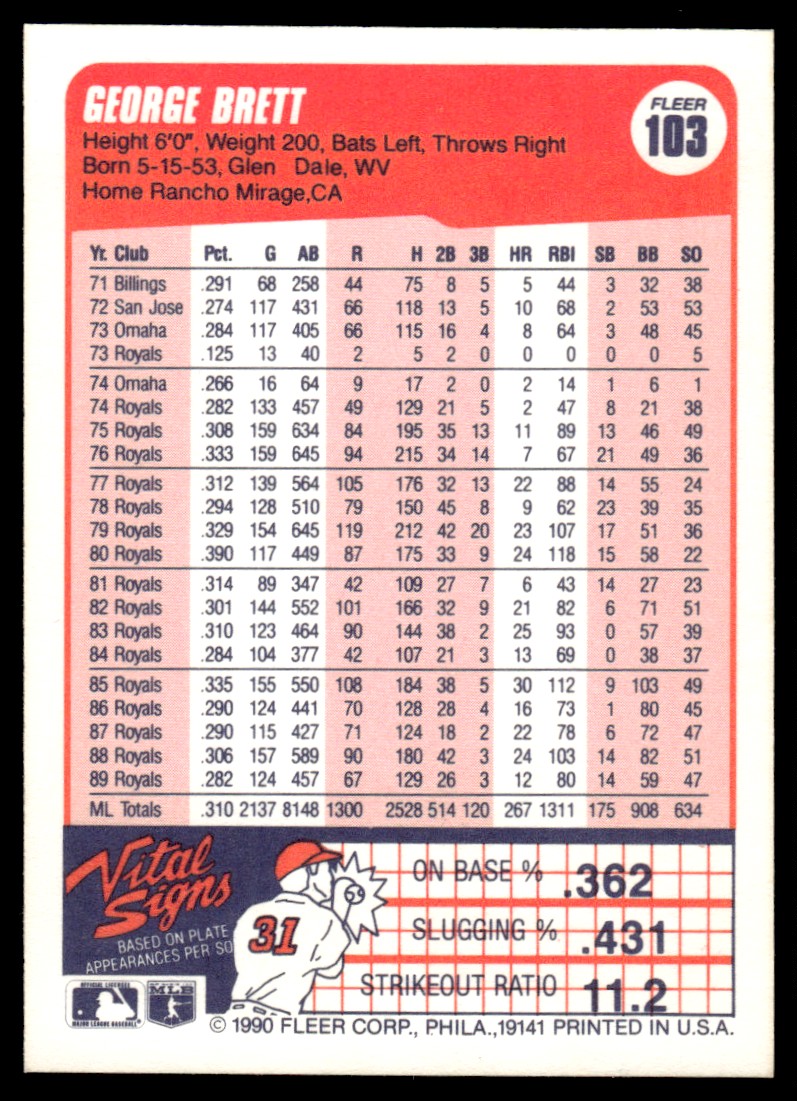 GEORGE BRETT
FLEER
103
Height 6'0", Weight 200, Bats Left, Throws Right
Born 5-15-53, Glen Dale, WV
Home Rancho Mirage,CA
Yr. Club Pct. G AB R H 2B 3B HR RBI SB BB SO
71 Billings .291 68 258 44 75 8 5 5 44 3 32 38
72 San Jose .274 117 431 66 118 13 5 10 68 2 53 53
73 Omaha .284 117 405 66 115 16 4 8 64 3 48 45
73 Royals .125 13 40 2 5 2 0 0 0 0 0 5
74 Omaha .266 16 64 9 17 2 0 2 14 1 6 1
74 Royals .282 133 457 49 129 21 5 2 47 8 21 38
75 Royals .308 159 634 84 195 35 13 11 89 13 46 49
76 Royals .333 159 645 94 215 34 14 7 67 21 49 36
77 Royals .312 139 564 105 176 32 13 22 88 14 55 24
78 Royals .294 128 510 79 150 45 8 9 62 23 39 35
79 Royals .329 154 645 119 212 42 20 23 107 17 51 36
80 Royals .390 117 449 87 175 33 9 24 118 15 58 22
81 Royals .314 89 347 42 109 27 7 6 43 14 27 23
82 Royals .301 144 552 101 166 32 9 21 82 6 71 51
83 Royals .310 123 464 90 144 38 2 25 93 0 57 39
84 Royals .284 104 377 42 107 21 3 13 69 0 38 37
85 Royals .335 155 550 108 184 38 5 30 112 9 103 49
86 Royals .290 124 441 70 128 28 4 16 73 1 80 45
87 Royals .290 115 427 71 124 18 2 22 78 6 72 47
88 Royals .306 157 589 90 180 42 3 24 103 14 82 51
89 Royals .282 124 457 67 129 26 3 12 80 14 59 47
ML Totals .310 2137 8148 1300 2528 514 120 267 1311 175 908 634
Vital
Signs
BASED ON PLATE
APPEARANCES PER SO
31
ON BASE % .362
SLUGGING % .431
STRIKEOUT RATIO 11.2
OFFICIAL LICENSEE
MAJOR LEAGUE BASEBALL
© 1990 FLEER CORP., PHILA.,19141 PRINTED IN U.S.A.